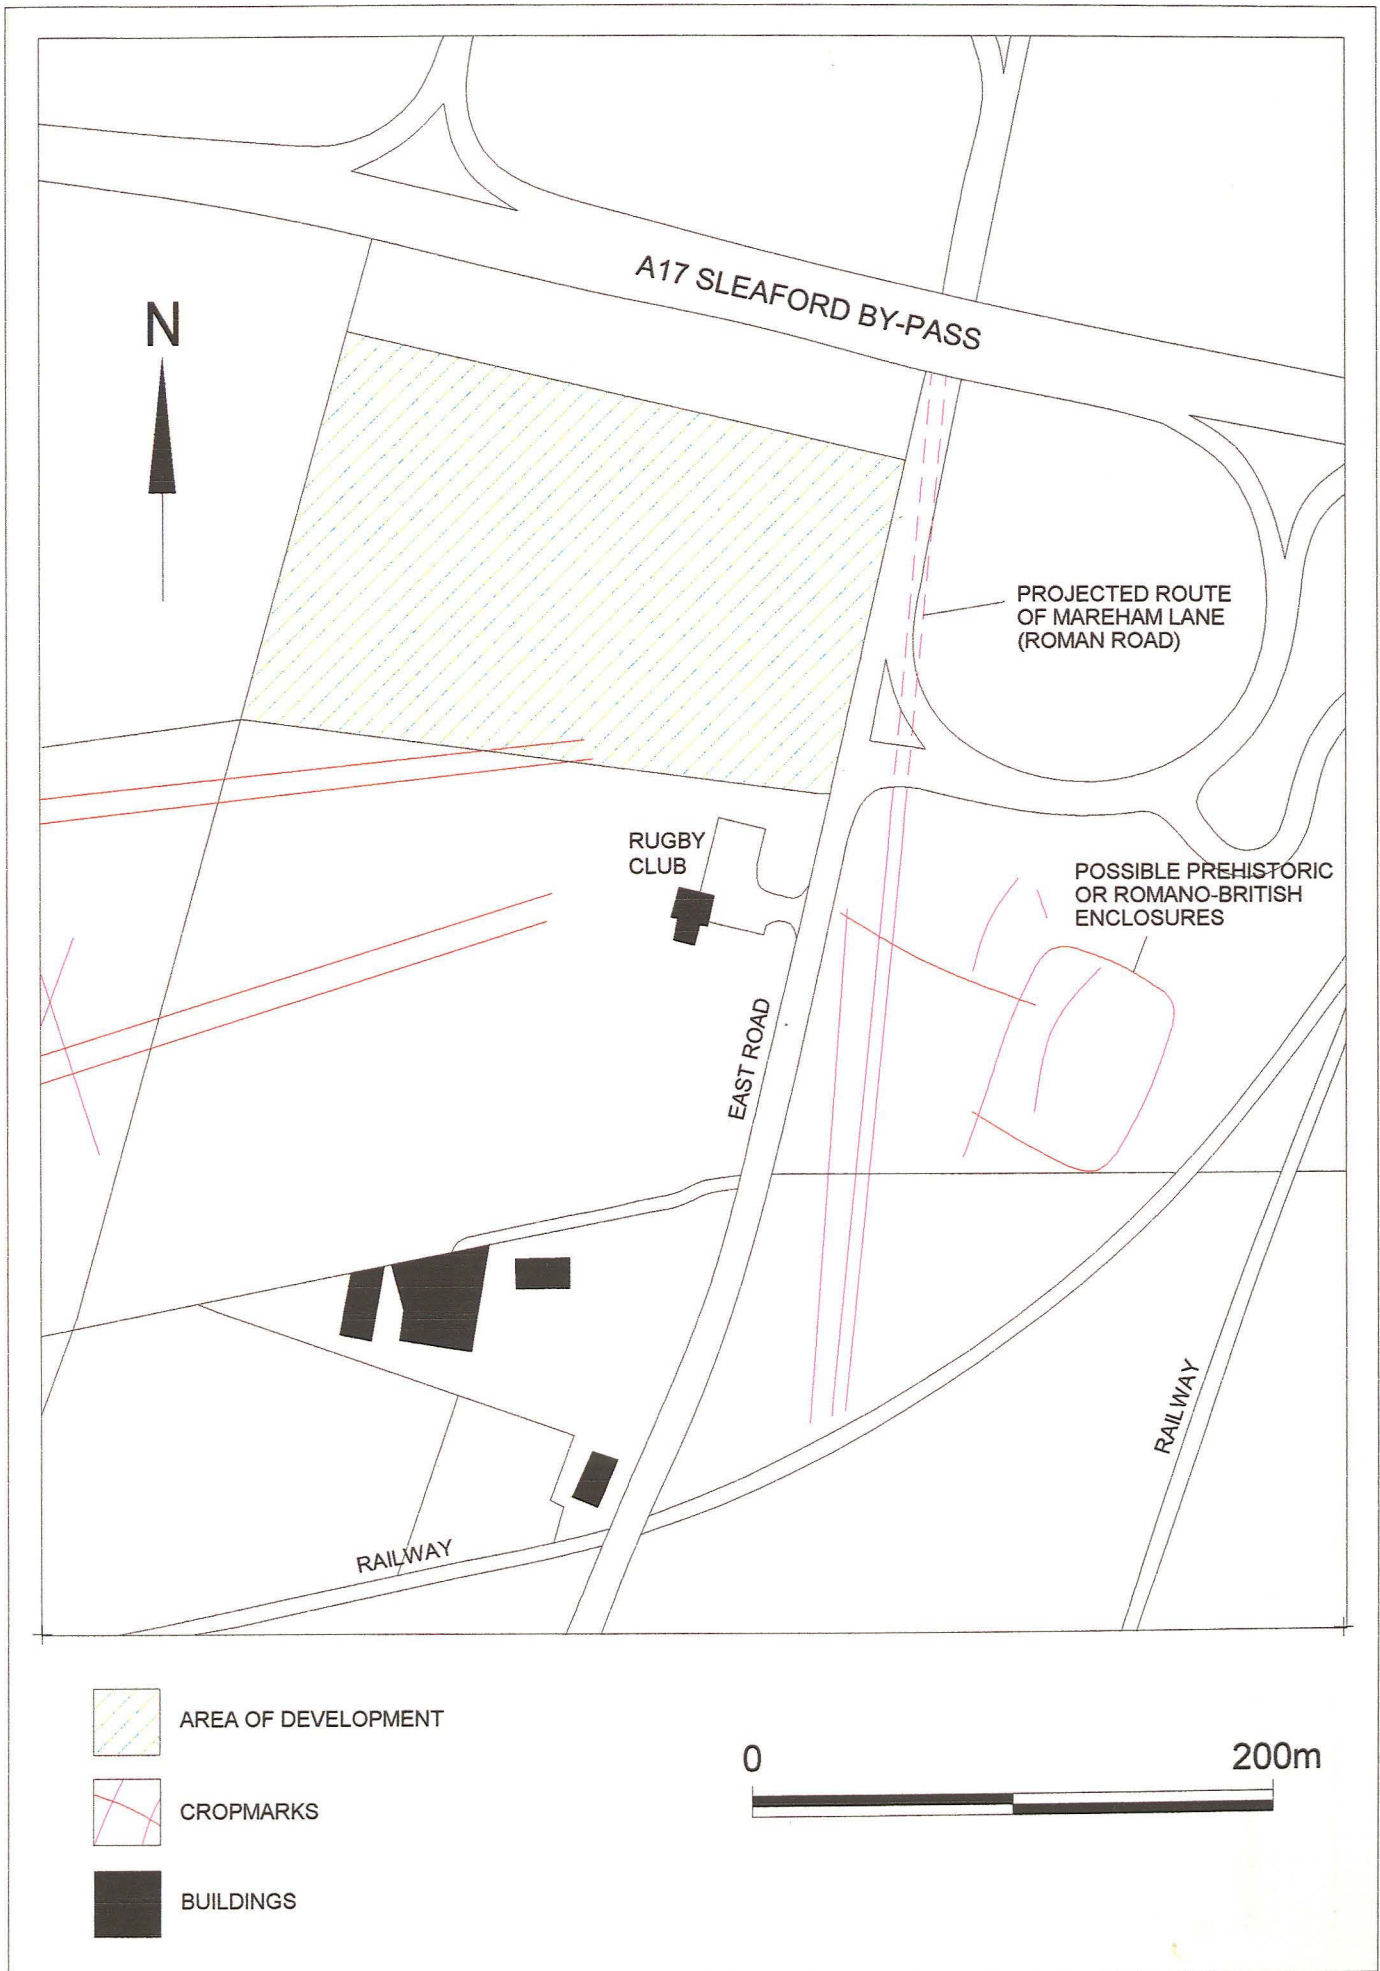 A17 SLEAFORD BY-PASS
N
PROJECTED ROUTE
OF MAREHAM LANE
(ROMAN ROAD)
RUGBY
CLUB
POSSIBLE PREHISTORIC
OR ROMANO-BRITISH
ENCLOSURES
EAST ROAD
RAILWAY
RAILWAY
AREA OF DEVELOPMENT
CROPMARKS
BUILDINGS
0 200m